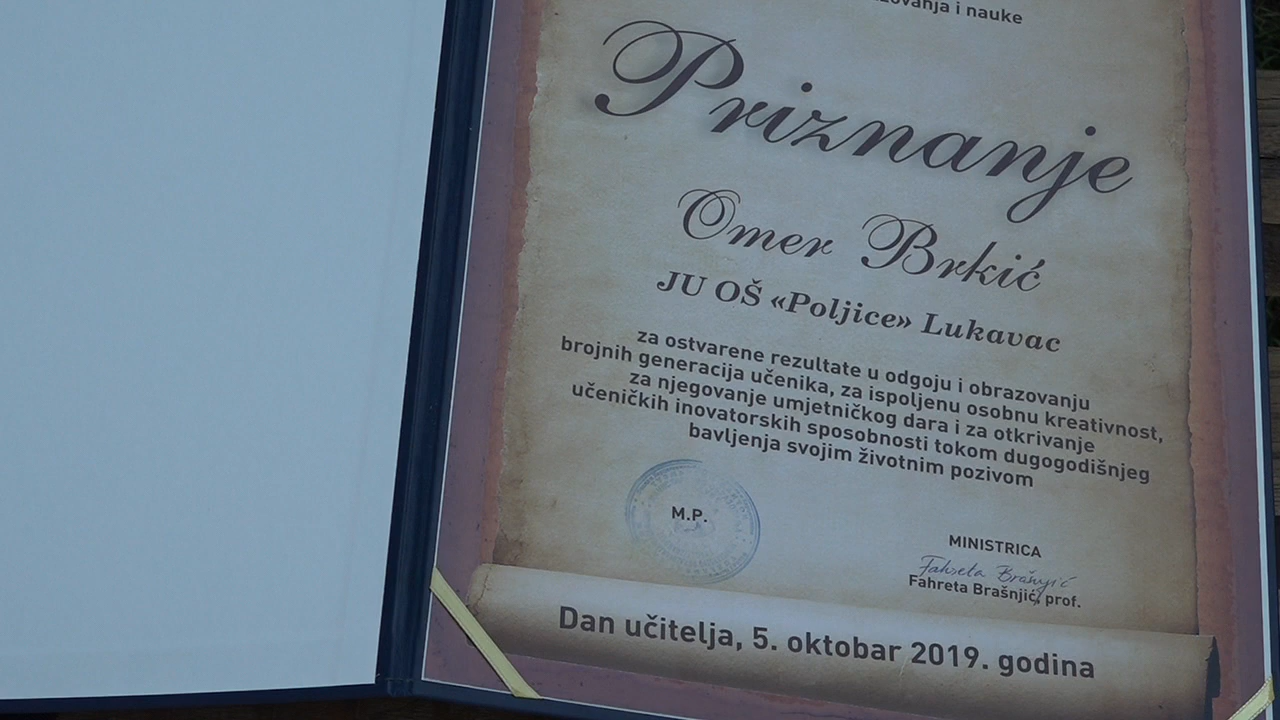 i nauke
Priznanje
Omer Brkić
JU OŠ «Poljice» Lukavac
za ostvarene rezultate u odgoju i obrazovanju
brojnih generacija učenika, za ispoljenu osobnu kreativnost,
za njegovanje umjetničkog dara i za otkrivanje
učeničkih inovatorskih sposobnosti tokom dugogodišnjeg
bavljenja svojim životnim pozivom
M.P.
MINISTRICA
Fahreta Brašnjić
Fahreta Brašnjić, prof.
Dan učitelja, 5. oktobar 2019. godina